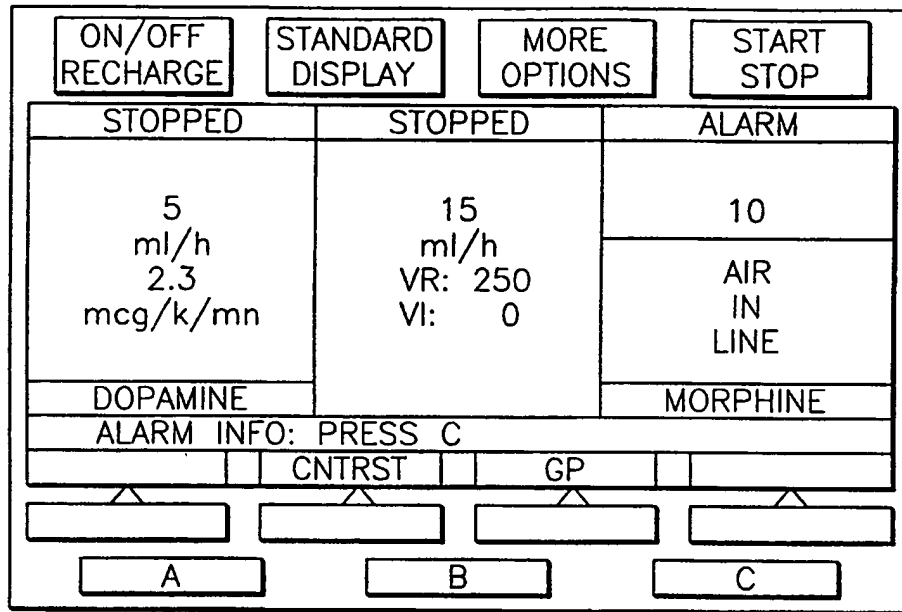 ON/OFF
RECHARGE
STANDARD
DISPLAY
MORE
OPTIONS
START
STOP
STOPPED
STOPPED
ALARM
5
ml/h
2.3
mcg/k/mn
DOPAMINE
15
ml/h
VR: 250
VI: 0
10
AIR
IN
LINE
MORPHINE
ALARM INFO: PRESS C
CNTRST
GP
A
B
C